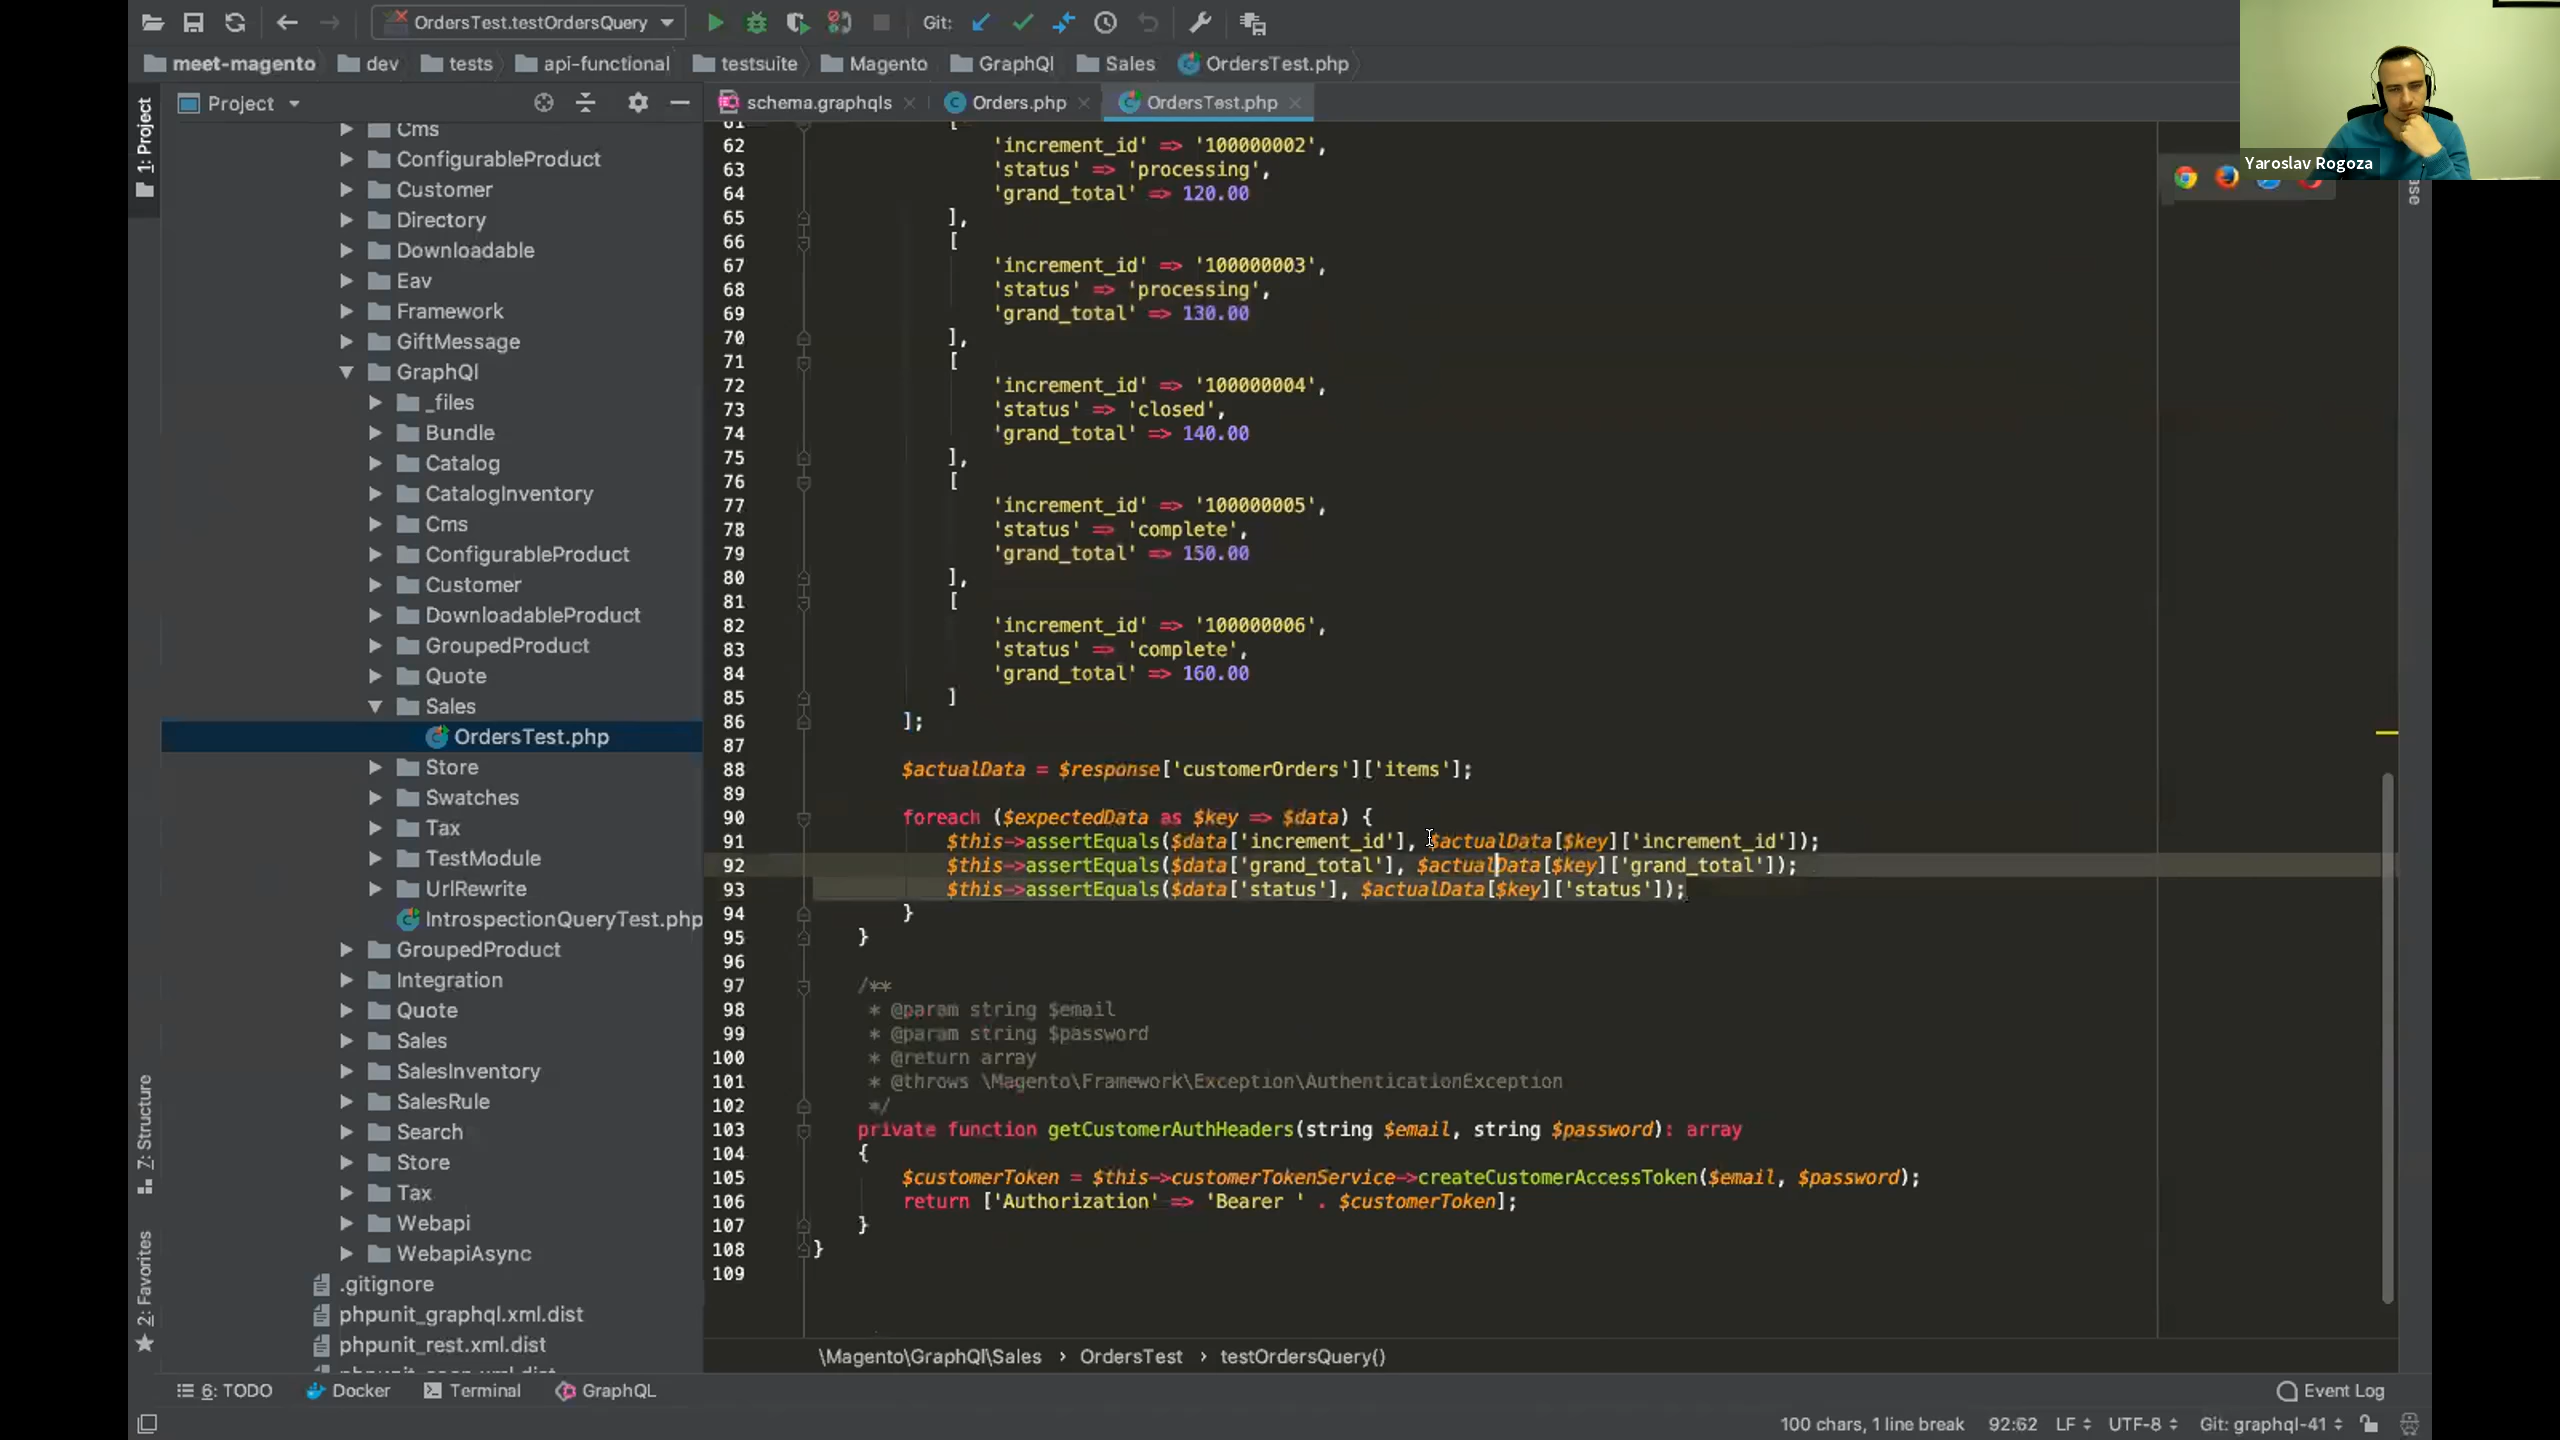 OrdersTest.testOrdersQuery
Git:
meet-magento
dev
tests
api-functional
testsuite
Magento
GraphQl
Sales
OrdersTest.php
Yaroslav Rogoza
1: Project
Project
schema.graphqls
Orders.php
OrdersTest.php
Cms
ConfigurableProduct
Customer
Directory
Downloadable
Eav
Framework
GiftMessage
GraphQl
_files
Bundle
Catalog
CatalogInventory
Cms
ConfigurableProduct
Customer
DownloadableProduct
GroupedProduct
Quote
Sales
OrdersTest.php
Store
Swatches
Tax
TestModule
UrlRewrite
IntrospectionQueryTest.php
GroupedProduct
Integration
Quote
Sales
SalesInventory
SalesRule
Search
Store
Tax
Webapi
WebapiAsync
.gitignore
phpunit_graphql.xml.dist
phpunit_rest.xml.dist
7: Structure
2: Favorites
61 [
62 'increment_id' => '100000002',
63 'status' => 'processing',
64 'grand_total' => 120.00
65 ],
66 [
67 'increment_id' => '100000003',
68 'status' => 'processing',
69 'grand_total' => 130.00
70 ],
71 [
72 'increment_id' => '100000004',
73 'status' => 'closed',
74 'grand_total' => 140.00
75 ],
76 [
77 'increment_id' => '100000005',
78 'status' => 'complete',
79 'grand_total' => 150.00
80 ],
81 [
82 'increment_id' => '100000006',
83 'status' => 'complete',
84 'grand_total' => 160.00
85 ]
86 ];
87
88 $actualData = $response['customerOrders']['items'];
89
90 foreach ($expectedData as $key => $data) {
91 $this->assertEquals($data['increment_id'], $actualData[$key]['increment_id']);
92 $this->assertEquals($data['grand_total'], $actualData[$key]['grand_total']);
93 $this->assertEquals($data['status'], $actualData[$key]['status']);
94 }
95 }
96
97 /**
98 * @param string $email
99 * @param string $password
100 * @return array
101 * @throws \Magento\Framework\Exception\AuthenticationException
102 */
103 private function getCustomerAuthHeaders(string $email, string $password): array
104 {
105 $customerToken = $this->customerTokenService->createCustomerAccessToken($email, $password);
106 return ['Authorization' => 'Bearer ' . $customerToken];
107 }
108 }
109
\Magento\GraphQl\Sales › OrdersTest › testOrdersQuery()
6: TODO
Docker
Terminal
GraphQL
Event Log
100 chars, 1 line break
92:62
LF
UTF-8
Git: graphql-41